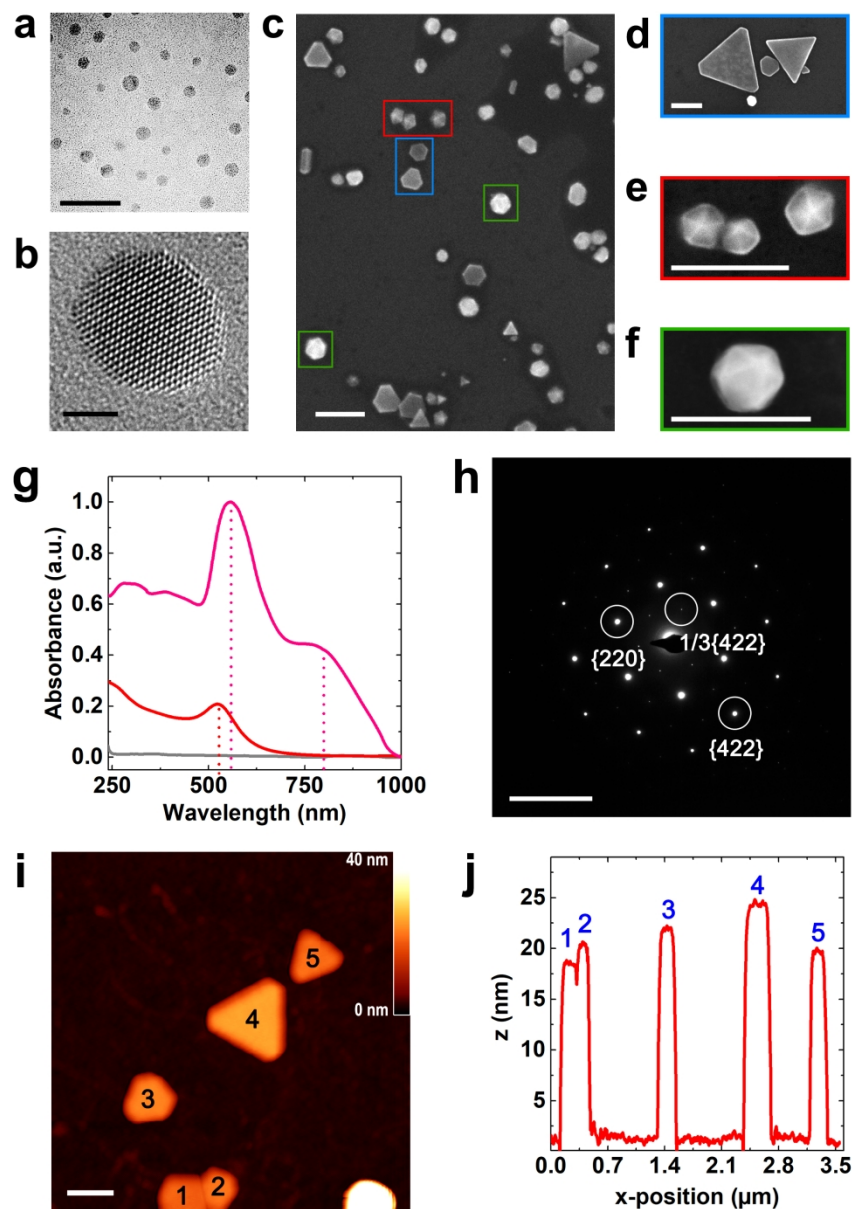 a
b
c
d
e
f
g
1.0
0.8
0.6
0.4
0.2
0.0
Absorbance (a.u.)
250 500 750 1000
Wavelength (nm)
h
{220}
1/3{422}
{422}
i
40 nm
0 nm
5
4
3
1 2
j
25
20
15
10
5
z (nm)
1 2 3 4 5
0.0 0.7 1.4 2.1 2.8 3.5
x-position (μm)